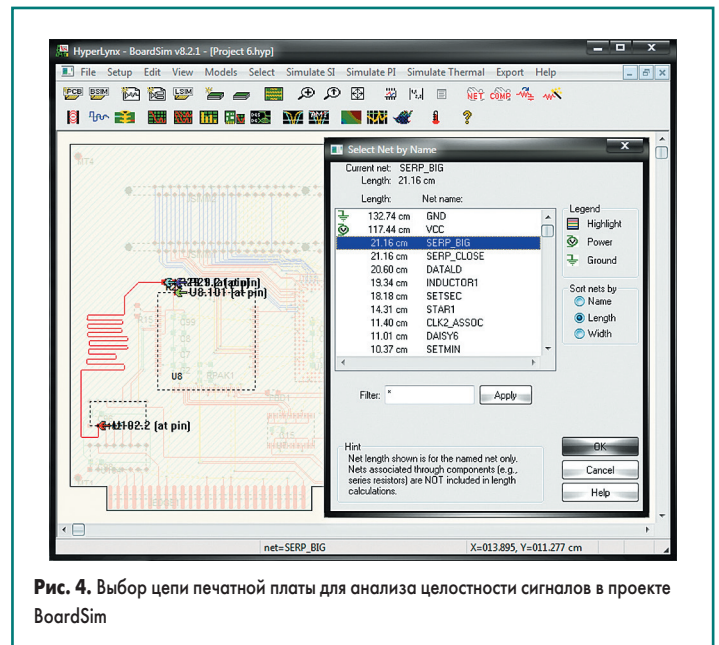 HyperLynx - BoardSim v8.2.1 - [Project 6.hyp]
File Setup Edit View Models Select Simulate SI Simulate PI Simulate Thermal Export Help
PCB BSIM LSIM NET COMP
Select Net by Name
Current net: SERP_BIG
Length: 21.16 cm
Length: Net name:
132.74 cm GND
117.44 cm VCC
21.16 cm SERP_BIG
21.16 cm SERP_CLOSE
20.60 cm DATALD
19.34 cm INDUCTOR1
18.18 cm SETSEC
14.31 cm STAR1
11.40 cm CLK2_ASSOC
11.01 cm DAISY6
10.37 cm SETMIN
Legend
Highlight
Power
Ground
Sort nets by
Name
Length
Width
Filter: *
Apply
Hint
Net length shown is for the named net only.
Nets associated through components (e.g.,
series resistors) are NOT included in length
calculations.
OK
Cancel
Help
MT4
U8.101 (at pin)
U8
(at pin)
net=SERP_BIG
X=013.895, Y=011.277 cm
Рис. 4. Выбор цепи печатной платы для анализа целостности сигналов в проекте
BoardSim